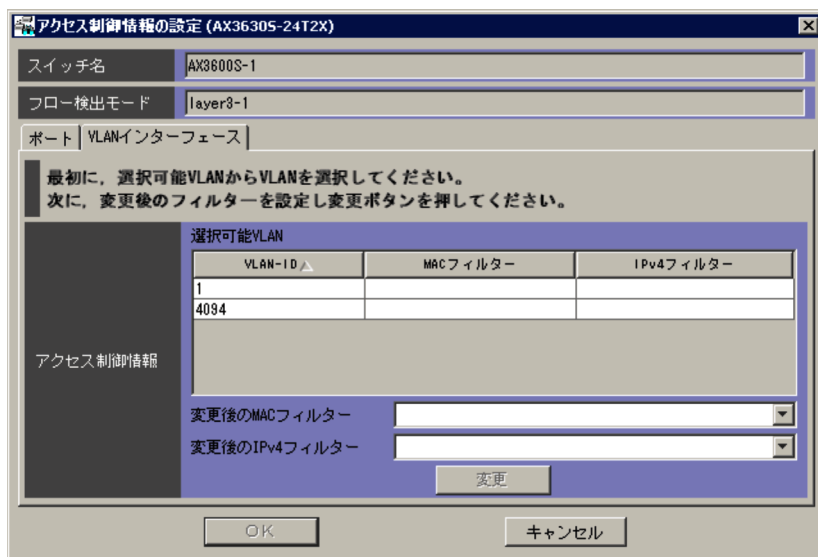 アクセス制御情報の設定 (AX3630S-24T2X)
スイッチ名 AX3600S-1
フロー検出モード layer3-1
ポート VLANインターフェース
最初に，選択可能VLANからVLANを選択してください。
次に，変更後のフィルターを設定し変更ボタンを押してください。
選択可能VLAN
VLAN-ID MACフィルター IPv4フィルター
1
4094
アクセス制御情報
変更後のMACフィルター
変更後のIPv4フィルター
変更
OK キャンセル